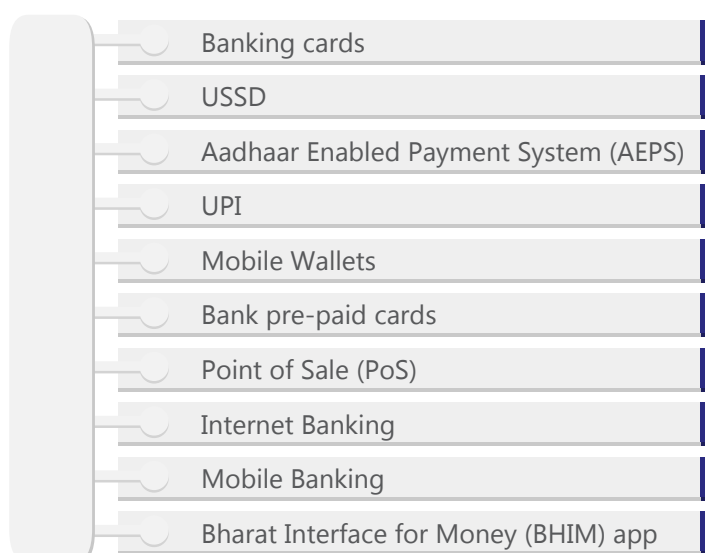 Banking cards
USSD
Aadhaar Enabled Payment System (AEPS)
UPI
Mobile Wallets
Bank pre-paid cards
Point of Sale (PoS)
Internet Banking
Mobile Banking
Bharat Interface for Money (BHIM) app